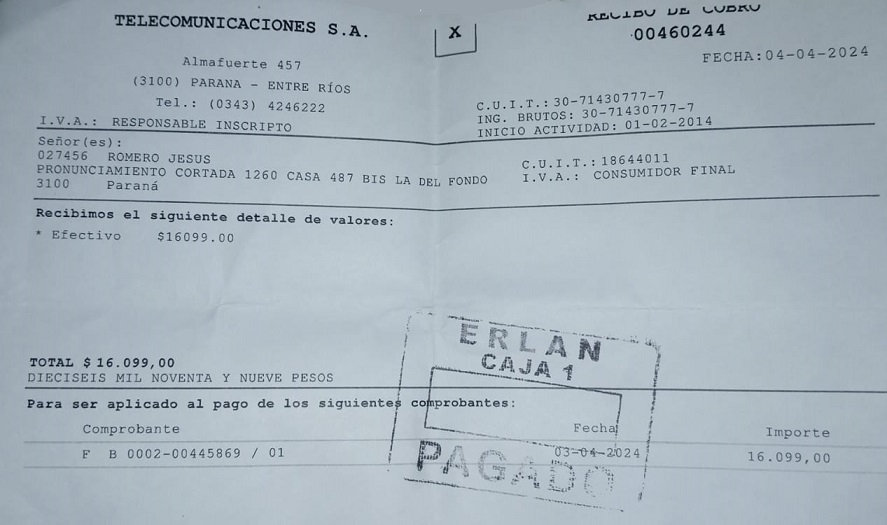 TELECOMUNICACIONES S.A.
X
RECIBO DE COBRO
00460244
FECHA:04-04-2024
Almafuerte 457
(3100) PARANA - ENTRE RÍOS
Tel.: (0343) 4246222
I.V.A.: RESPONSABLE INSCRIPTO
C.U.I.T.: 30-71430777-7
ING. BRUTOS: 30-71430777-7
INICIO ACTIVIDAD: 01-02-2014
Señor(es):
027456 ROMERO JESUS
PRONUNCIAMIENTO CORTADA 1260 CASA 487 BIS LA DEL FONDO
3100 Paraná
C.U.I.T.: 18644011
I.V.A.: CONSUMIDOR FINAL
Recibimos el siguiente detalle de valores:
* Efectivo $16099.00
TOTAL $ 16.099,00
DIECISEIS MIL NOVENTA Y NUEVE PESOS
ERLAN
CAJA 1
Para ser aplicado al pago de los siguientes comprobantes:
Comprobante Fecha Importe
F B 0002-00445869 / 01 03-04-2024 16.099,00
PAGADO